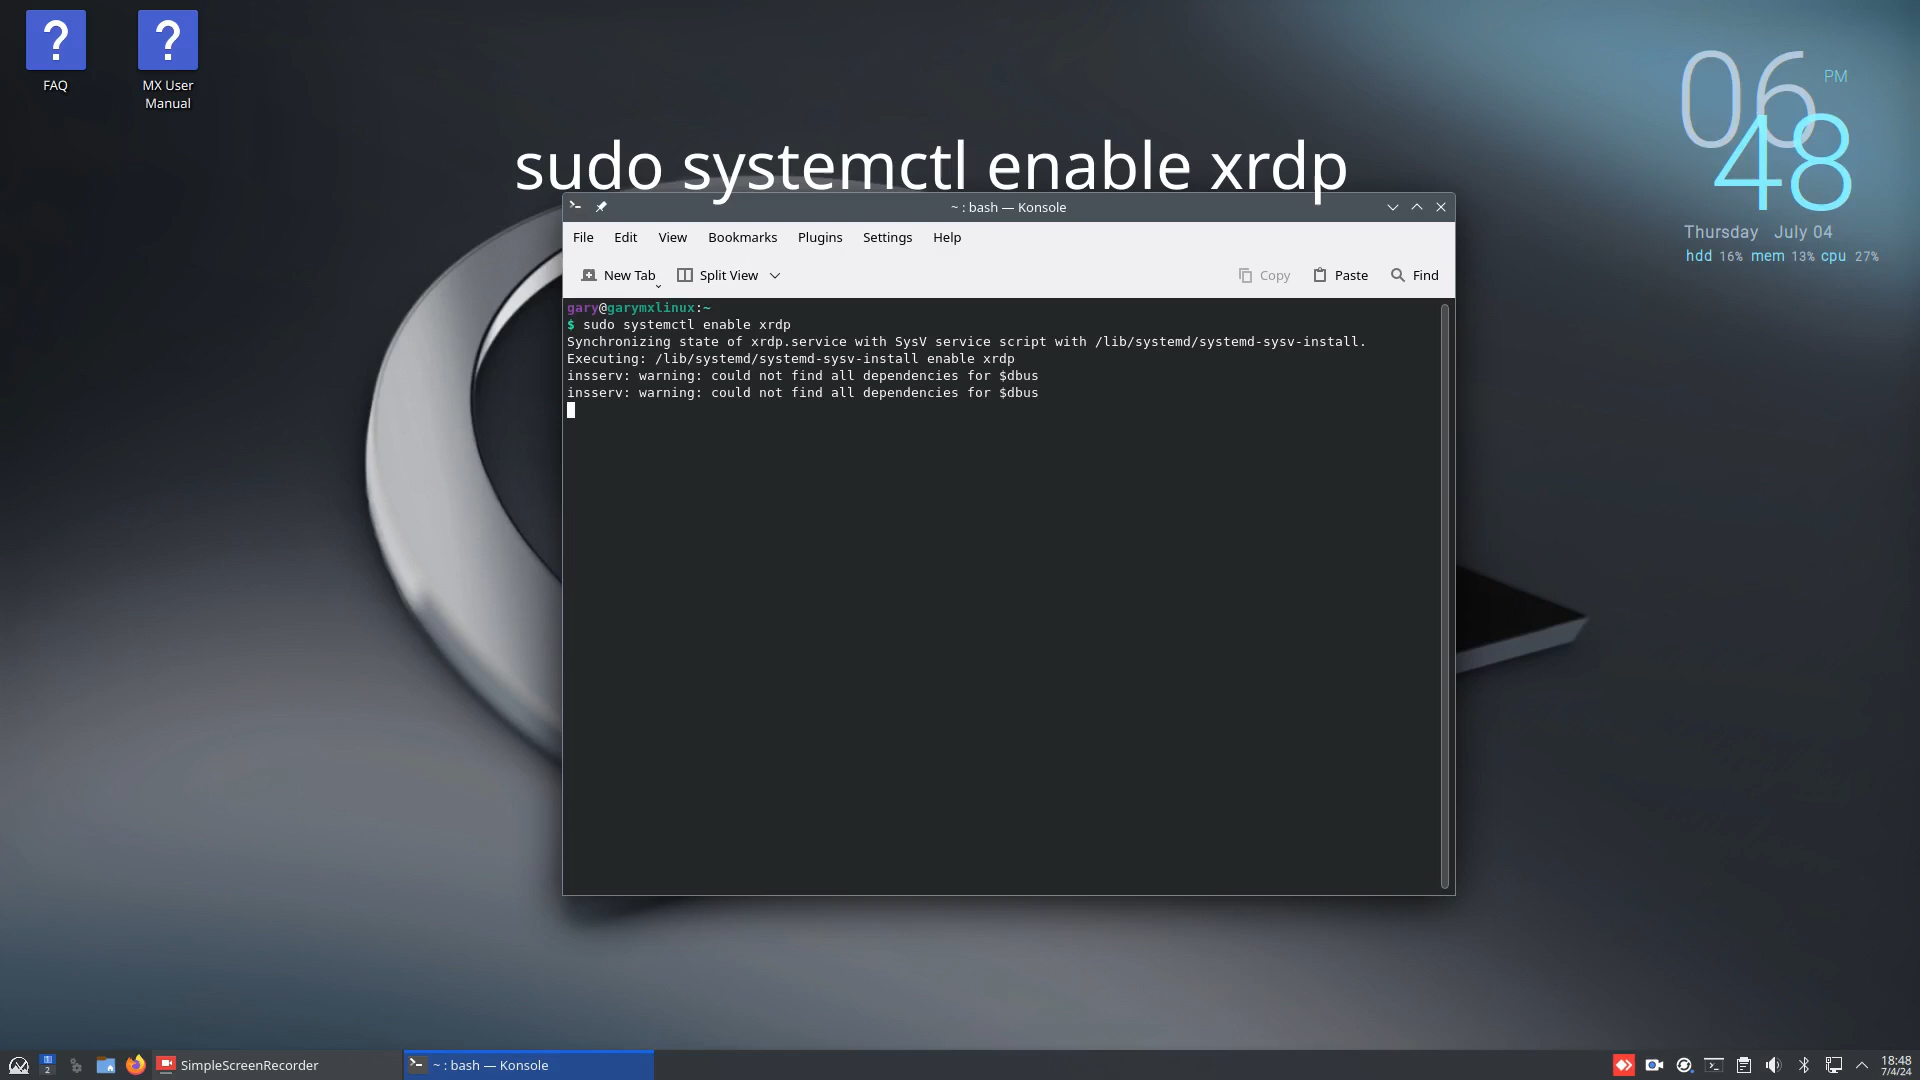 FAQ
MX User
Manual
sudo systemctl enable xrdp
06 PM
48
Thursday July 04
hdd 16% mem 13% cpu 27%
~ : bash — Konsole
File Edit View Bookmarks Plugins Settings Help
New Tab Split View Copy Paste Find
gary@garymxlinux:~
$ sudo systemctl enable xrdp
Synchronizing state of xrdp.service with SysV service script with /lib/systemd/systemd-sysv-install.
Executing: /lib/systemd/systemd-sysv-install enable xrdp
insserv: warning: could not find all dependencies for $dbus
insserv: warning: could not find all dependencies for $dbus
1
2
SimpleScreenRecorder
~ : bash — Konsole
18:48
7/4/24